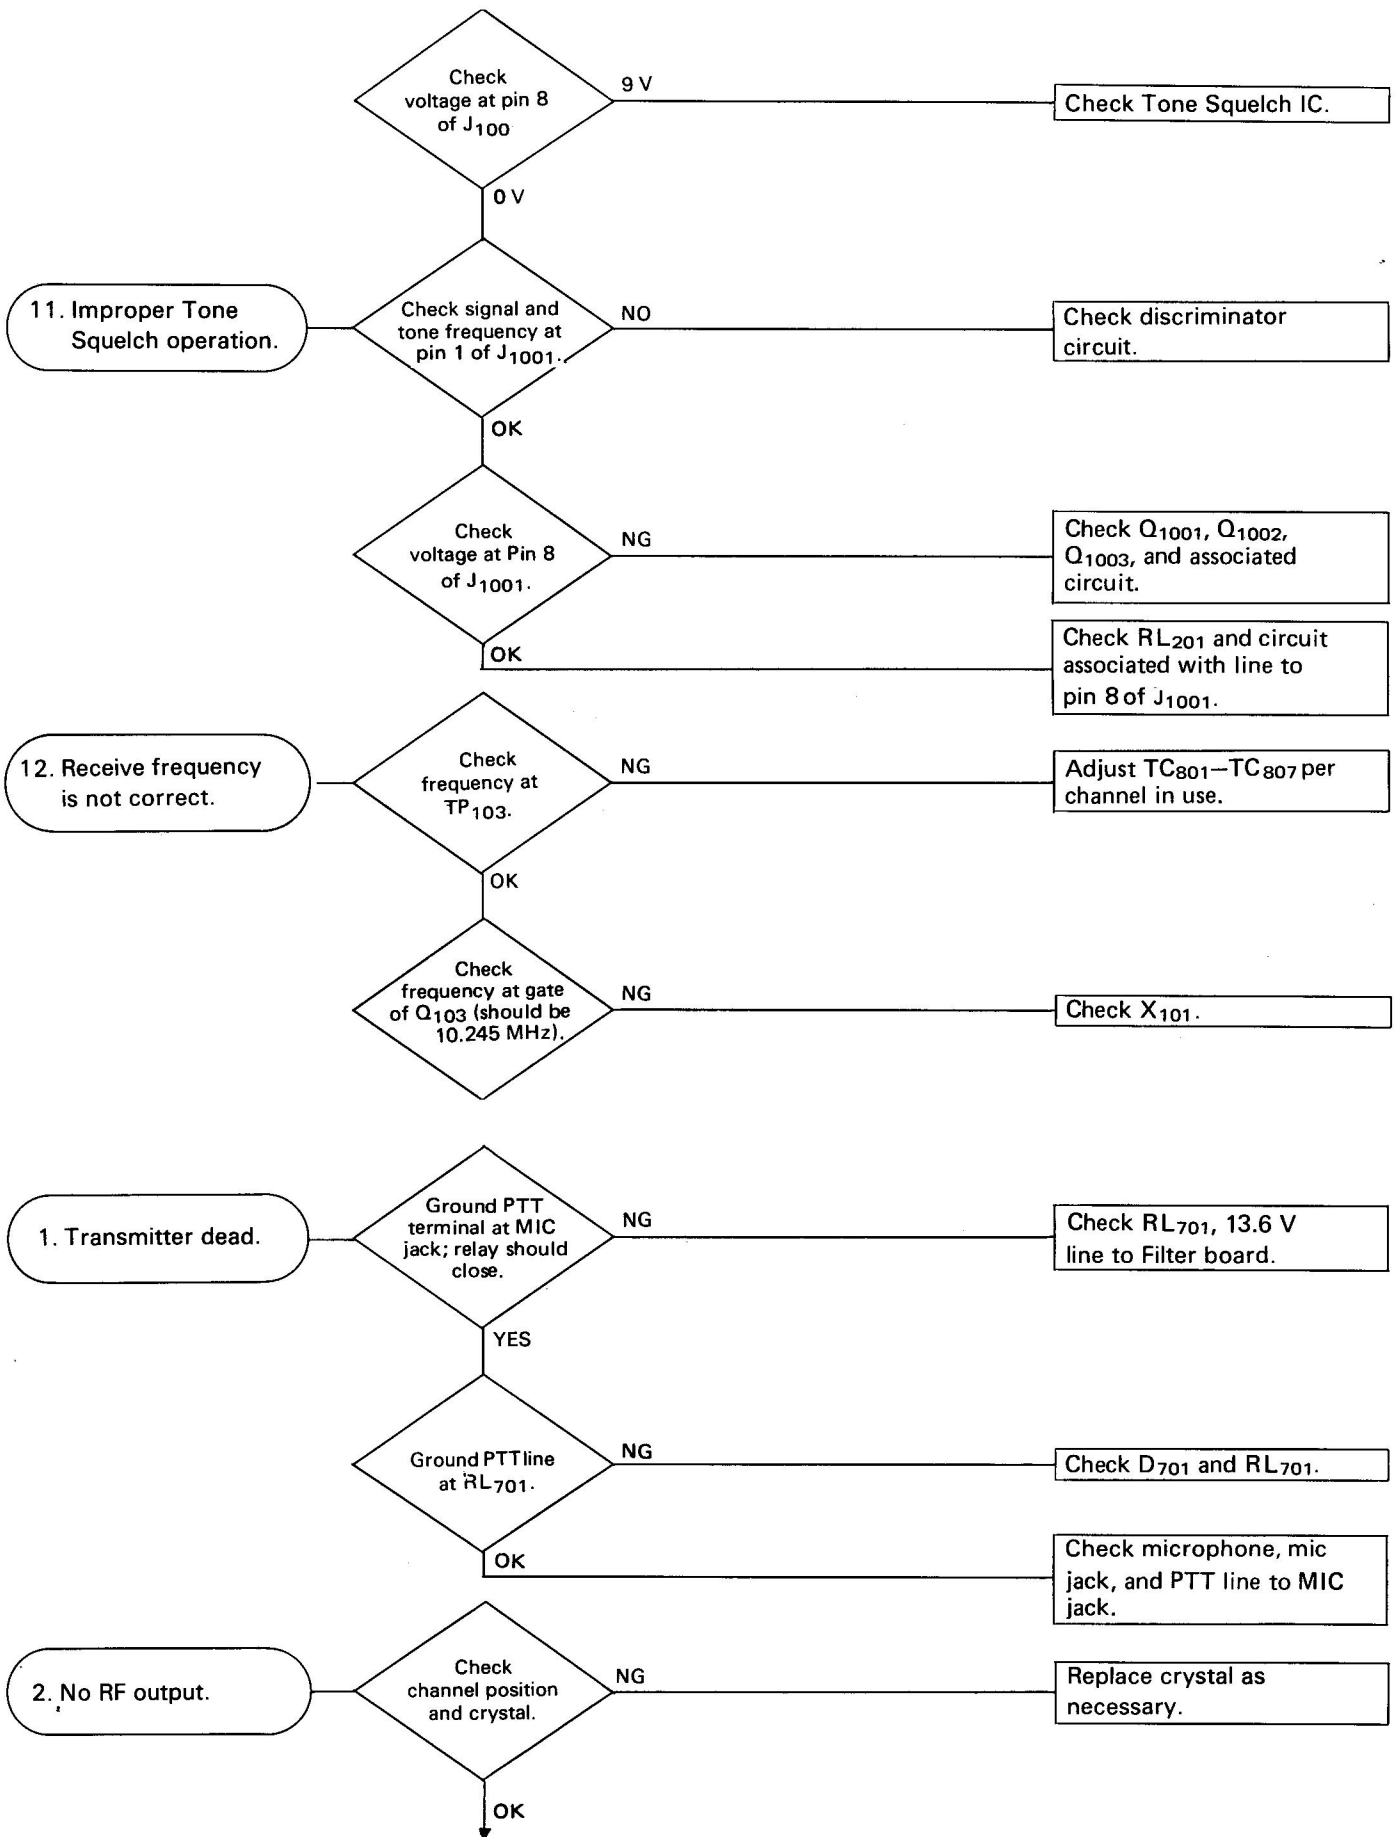 Check
voltage at pin 8
of J100
9 V
Check Tone Squelch IC.
0 V
11. Improper Tone
Squelch operation.
Check signal and
tone frequency at
pin 1 of J1001.
NO
Check discriminator
circuit.
OK
Check
voltage at Pin 8
of J1001.
NG
Check Q1001, Q1002,
Q1003, and associated
circuit.
OK
Check RL201 and circuit
associated with line to
pin 8 of J1001.
12. Receive frequency
is not correct.
Check
frequency at
TP103.
NG
Adjust TC801–TC807 per
channel in use.
OK
Check
frequency at gate
of Q103 (should be
10.245 MHz).
NG
Check X101.
1. Transmitter dead.
Ground PTT
terminal at MIC
jack; relay should
close.
NG
Check RL701, 13.6 V
line to Filter board.
YES
Ground PTT line
at RL701.
NG
Check D701 and RL701.
OK
Check microphone, mic
jack, and PTT line to MIC
jack.
2. No RF output.
Check
channel position
and crystal.
NG
Replace crystal as
necessary.
OK